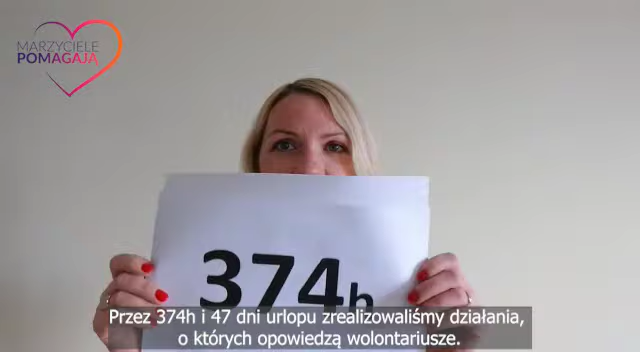 MARZYCIELE
POMAGAJĄ
374h
Przez 374h i 47 dni urlopu zrealizowaliśmy działania,
o których opowiedzą wolontariusze.